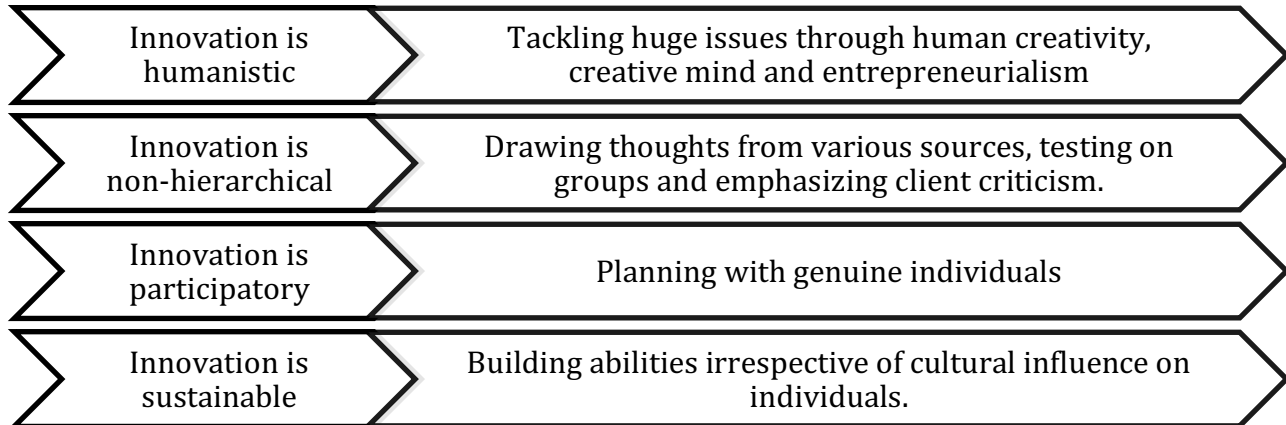 Innovation is
humanistic
Tackling huge issues through human creativity,
creative mind and entrepreneurialism
Innovation is
non-hierarchical
Drawing thoughts from various sources, testing on
groups and emphasizing client criticism.
Innovation is
participatory
Planning with genuine individuals
Innovation is
sustainable
Building abilities irrespective of cultural influence on
individuals.